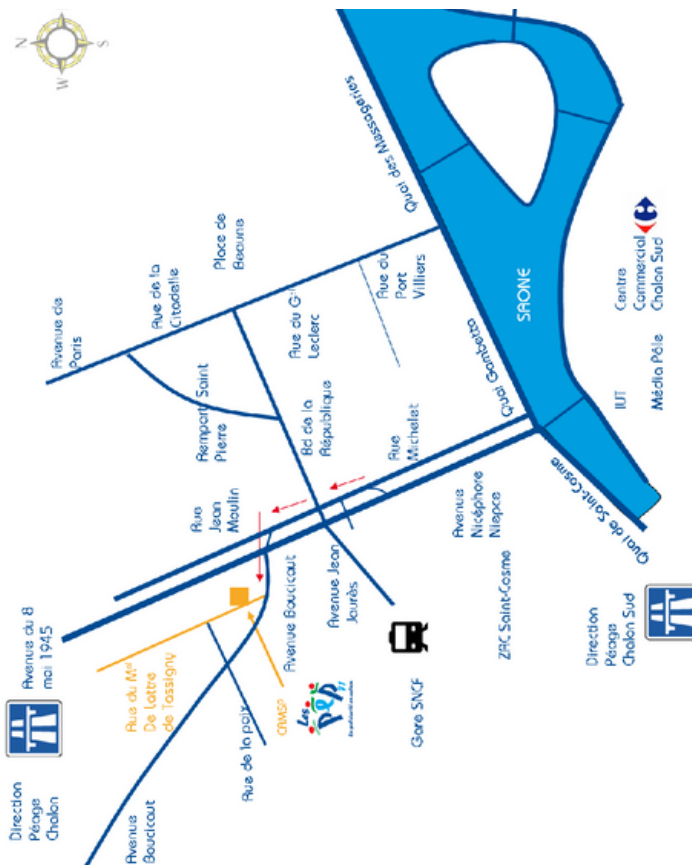 N
S
W
Quai des Messageries
Place de
Beaune
Rue de la
Citadelle
Avenue de
Paris
Rue du
Port
Villiers
Rue du Gal
Leclerc
Quai Gambetta
SAONE
Centre
Commercial
Chalon Sud
IUT
Média Pôle
Rempart Saint
Pierre
Bd de la
République
Rue
Michelet
Rue
Jean
Moulin
Avenue
Nicéphore
Niepce
Quai de Saint-Cosme
Avenue du 8
mai 1945
Avenue Jean
Jaurès
ZAC Saint-Cosme
Avenue Boucicaut
Rue du Mal
De Lattre
de Tassigny
Direction
Péage
Chalon Sud
CAMSP
Les
PEP 71
Gare SNCF
Rue de la paix
Direction
Péage
Chalon
Avenue
Boucicaut